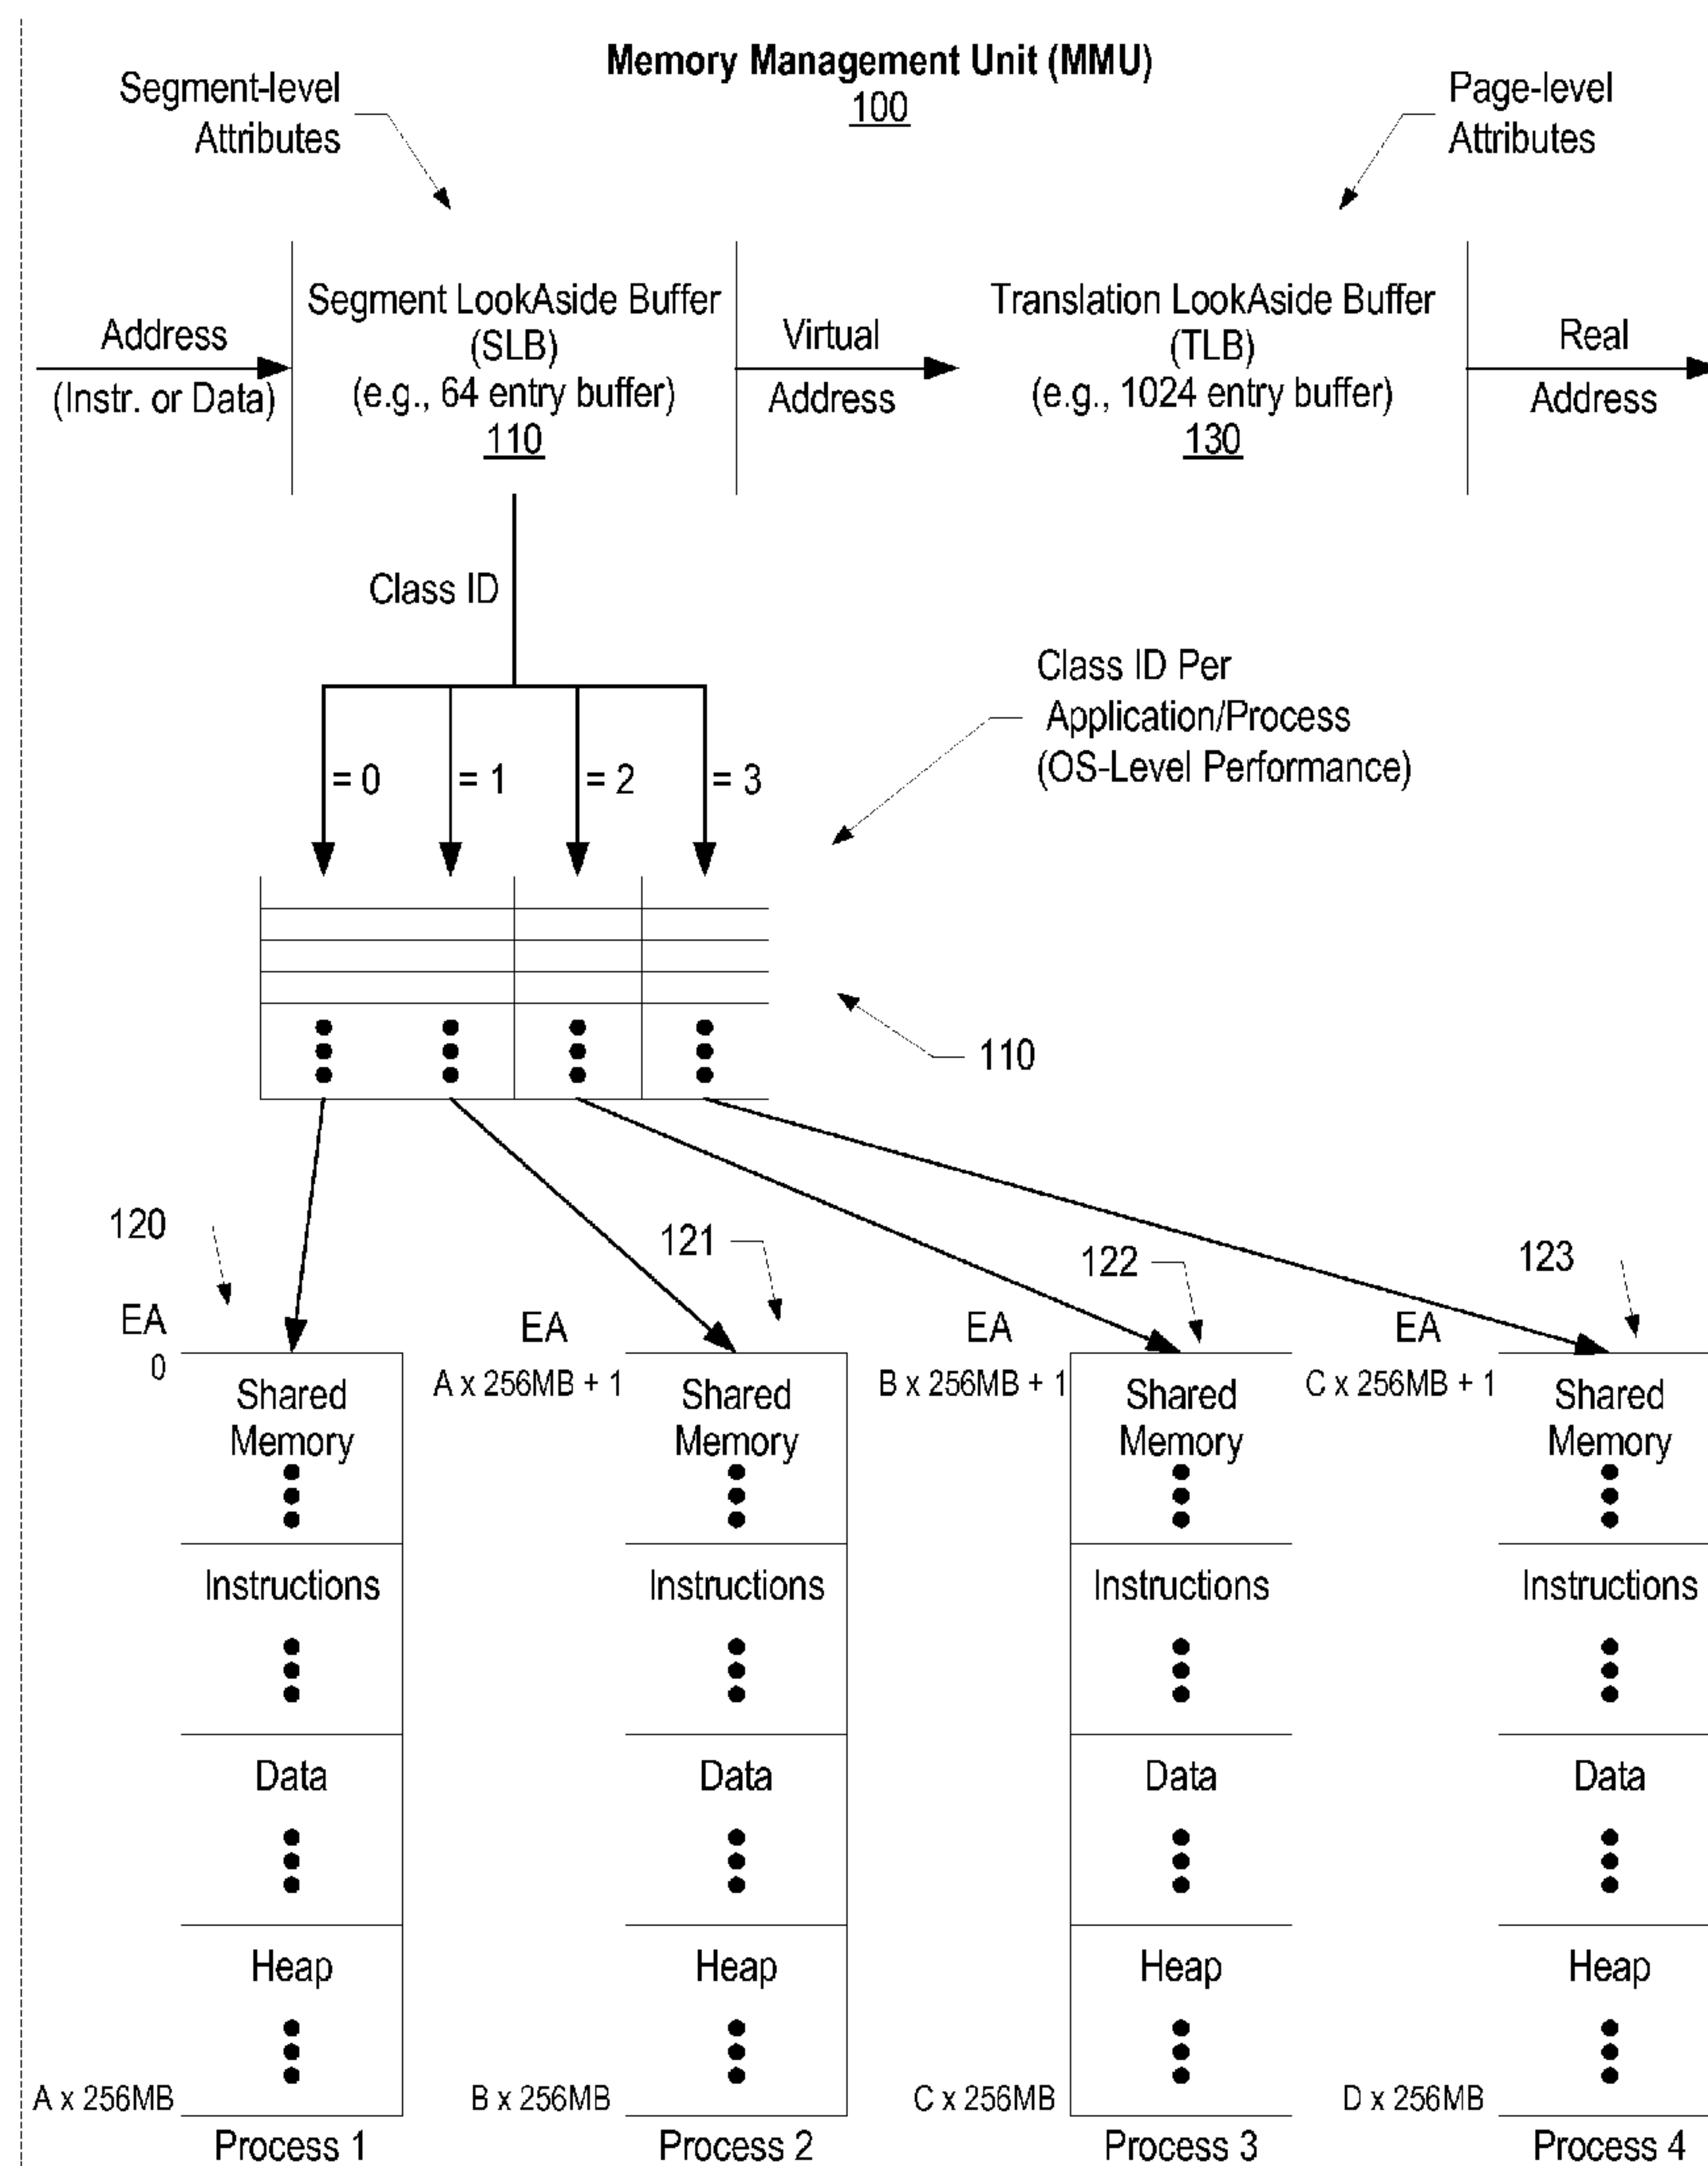 Memory Management Unit (MMU)
100
Segment-level
Attributes
Page-level
Attributes
Address
(Instr. or Data)
Segment LookAside Buffer
(SLB)
(e.g., 64 entry buffer)
110
Virtual
Address
Translation LookAside Buffer
(TLB)
(e.g., 1024 entry buffer)
130
Real
Address
Class ID
Class ID Per
Application/Process
(OS-Level Performance)
= 0
= 1
= 2
= 3
110
120
121
122
123
EA
0
EA
A x 256MB + 1
EA
B x 256MB + 1
EA
C x 256MB + 1
Shared
Memory
Instructions
Data
Heap
A x 256MB
Process 1
Shared
Memory
Instructions
Data
Heap
B x 256MB
Process 2
Shared
Memory
Instructions
Data
Heap
C x 256MB
Process 3
Shared
Memory
Instructions
Data
Heap
D x 256MB
Process 4